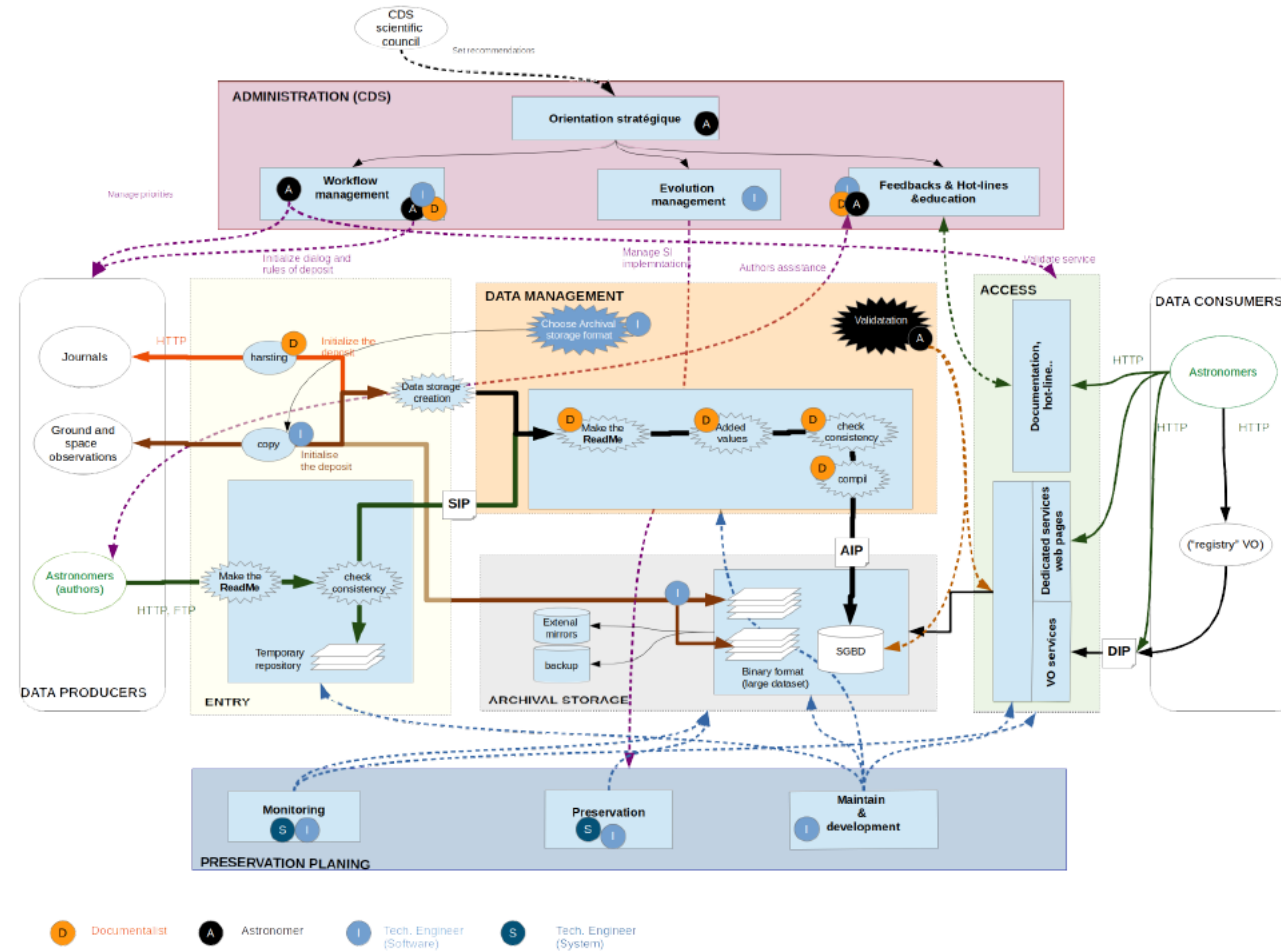 CDS
scientific
council
Set recommendations
ADMINISTRATION (CDS)
Orientation stratégique
A
A
Workflow
management
I
A
D
Evolution
management
I
I
D
A
Feedbacks & Hot-lines
&education
Manage priorities
Initialize dialog and
rules of deposit
Manage SI
implemntations
Authors assistance
Validate service
DATA MANAGEMENT
ACCESS
DATA CONSUMERS
Choose Archival
storage format
I
Validatation
A
Journals
HTTP
harsting
D
Initialize the
deposit
Data storage
creation
Documentation,
hot-line..
HTTP
Astronomers
HTTP
HTTP
Ground and
space
observations
copy
I
Initialise
the deposit
D
Make the
ReadMe
D
Added
values
D
check
consistency
D
compil
SIP
AIP
Dedicated services
web pages
("registry" VO)
Astronomers
(authors)
HTTP, FTP
Make the
ReadMe
check
consistency
I
Extenal
mirrors
backup
SGBD
Binary format
(large dataset)
Temporary
repository
VO services
DIP
DATA PRODUCERS
ENTRY
ARCHIVAL STORAGE
Monitoring
S
I
Preservation
S
I
Maintain
&
development
I
PRESERVATION PLANING
D
Documentalist
A
Astronomer
I
Tech. Engineer
(Software)
S
Tech. Engineer
(System)